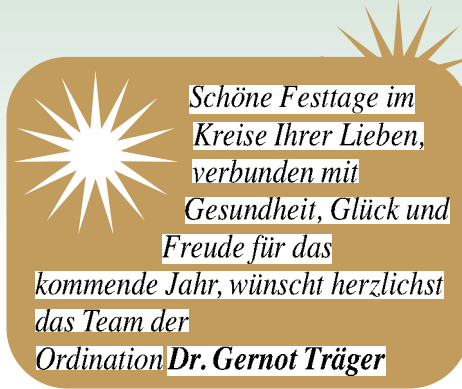 Schöne Festtage im
Kreise Ihrer Lieben,
verbunden mit
Gesundheit, Glück und
Freude für das
kommende Jahr, wünscht herzlichst
das Team der
Ordination Dr. Gernot Träger